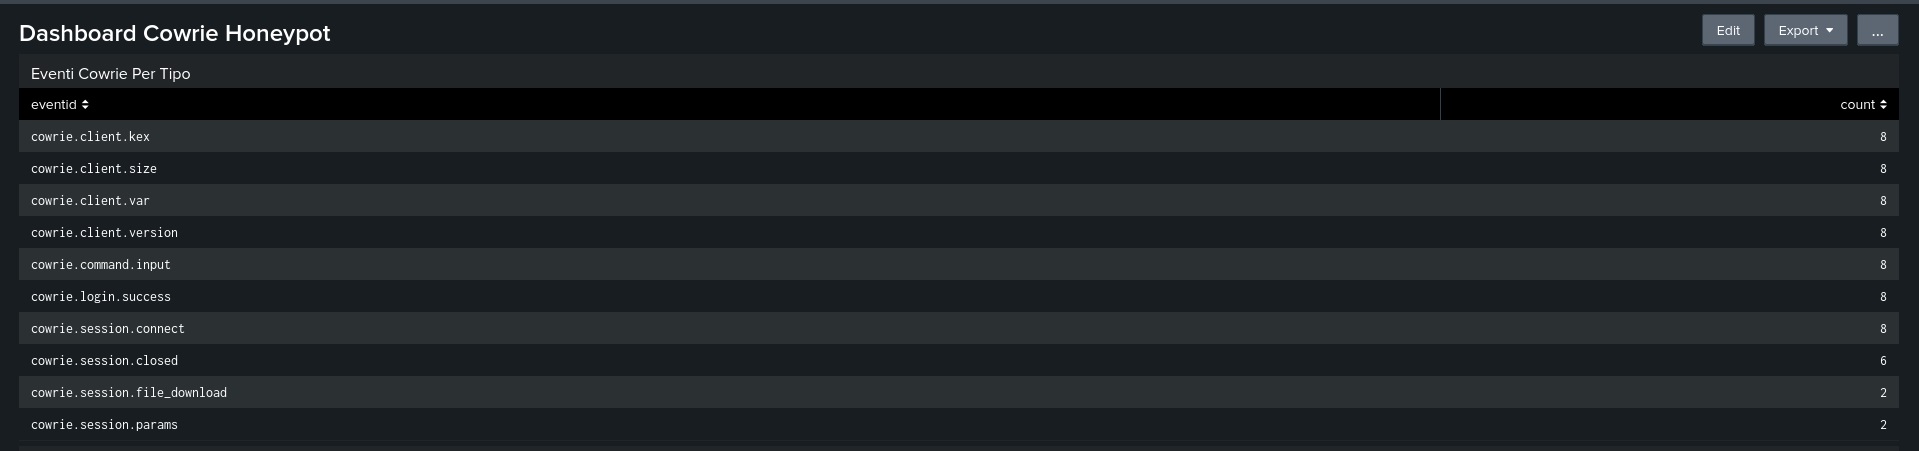 Dashboard Cowrie Honeypot
Edit
Export
...
Eventi Cowrie Per Tipo
eventid count
cowrie.client.kex 8
cowrie.client.size 8
cowrie.client.var 8
cowrie.client.version 8
cowrie.command.input 8
cowrie.login.success 8
cowrie.session.connect 8
cowrie.session.closed 6
cowrie.session.file_download 2
cowrie.session.params 2